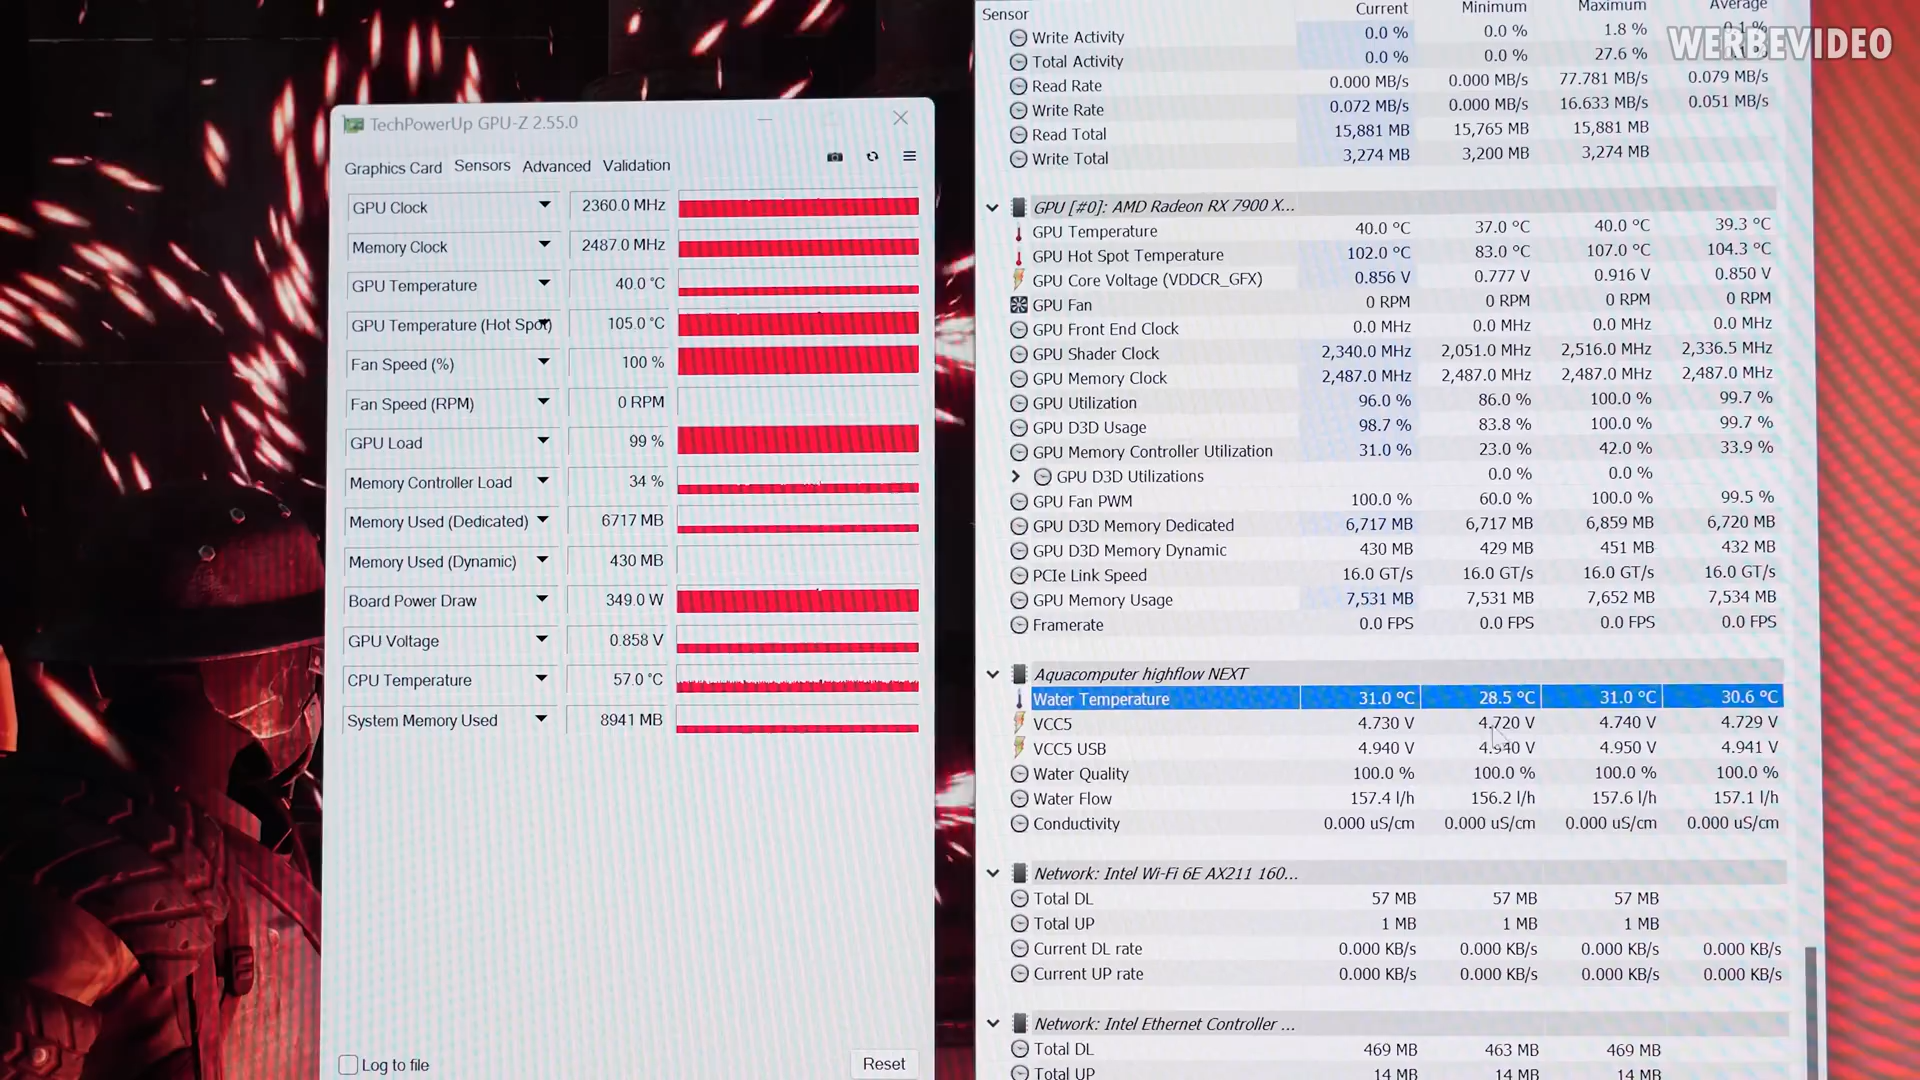 WERBEVIDEO
TechPowerUp GPU-Z 2.55.0
Graphics Card Sensors Advanced Validation
GPU Clock 2360.0 MHz
Memory Clock 2487.0 MHz
GPU Temperature 40.0 °C
GPU Temperature (Hot Spot) 105.0 °C
Fan Speed (%) 100 %
Fan Speed (RPM) 0 RPM
GPU Load 99 %
Memory Controller Load 34 %
Memory Used (Dedicated) 6717 MB
Memory Used (Dynamic) 430 MB
Board Power Draw 349.0 W
GPU Voltage 0.858 V
CPU Temperature 57.0 °C
System Memory Used 8941 MB
Log to file Reset
Sensor Current Minimum Maximum Average
Write Activity 0.0 % 0.0 % 1.8 % 0.1 %
Total Activity 0.0 % 0.0 % 27.6 %
Read Rate 0.000 MB/s 0.000 MB/s 77.781 MB/s 0.079 MB/s
Write Rate 0.072 MB/s 0.000 MB/s 16.633 MB/s 0.051 MB/s
Read Total 15,881 MB 15,765 MB 15,881 MB
Write Total 3,274 MB 3,200 MB 3,274 MB
GPU [#0]: AMD Radeon RX 7900 X...
GPU Temperature 40.0 °C 37.0 °C 40.0 °C 39.3 °C
GPU Hot Spot Temperature 102.0 °C 83.0 °C 107.0 °C 104.3 °C
GPU Core Voltage (VDDCR_GFX) 0.856 V 0.777 V 0.916 V 0.850 V
GPU Fan 0 RPM 0 RPM 0 RPM 0 RPM
GPU Front End Clock 0.0 MHz 0.0 MHz 0.0 MHz 0.0 MHz
GPU Shader Clock 2,340.0 MHz 2,051.0 MHz 2,516.0 MHz 2,336.5 MHz
GPU Memory Clock 2,487.0 MHz 2,487.0 MHz 2,487.0 MHz 2,487.0 MHz
GPU Utilization 96.0 % 86.0 % 100.0 % 99.7 %
GPU D3D Usage 98.7 % 83.8 % 100.0 % 99.7 %
GPU Memory Controller Utilization 31.0 % 23.0 % 42.0 % 33.9 %
GPU D3D Utilizations 0.0 % 0.0 %
GPU Fan PWM 100.0 % 60.0 % 100.0 % 99.5 %
GPU D3D Memory Dedicated 6,717 MB 6,717 MB 6,859 MB 6,720 MB
GPU D3D Memory Dynamic 430 MB 429 MB 451 MB 432 MB
PCIe Link Speed 16.0 GT/s 16.0 GT/s 16.0 GT/s 16.0 GT/s
GPU Memory Usage 7,531 MB 7,531 MB 7,652 MB 7,534 MB
Framerate 0.0 FPS 0.0 FPS 0.0 FPS 0.0 FPS
Aquacomputer highflow NEXT
Water Temperature 31.0 °C 28.5 °C 31.0 °C 30.6 °C
VCC5 4.730 V 4.720 V 4.740 V 4.729 V
VCC5 USB 4.940 V 4.940 V 4.950 V 4.941 V
Water Quality 100.0 % 100.0 % 100.0 % 100.0 %
Water Flow 157.4 l/h 156.2 l/h 157.6 l/h 157.1 l/h
Conductivity 0.000 uS/cm 0.000 uS/cm 0.000 uS/cm 0.000 uS/cm
Network: Intel Wi-Fi 6E AX211 160...
Total DL 57 MB 57 MB 57 MB
Total UP 1 MB 1 MB 1 MB
Current DL rate 0.000 KB/s 0.000 KB/s 0.000 KB/s 0.000 KB/s
Current UP rate 0.000 KB/s 0.000 KB/s 0.000 KB/s 0.000 KB/s
Network: Intel Ethernet Controller ...
Total DL 469 MB 463 MB 469 MB
Total UP 14 MB 14 MB 14 MB